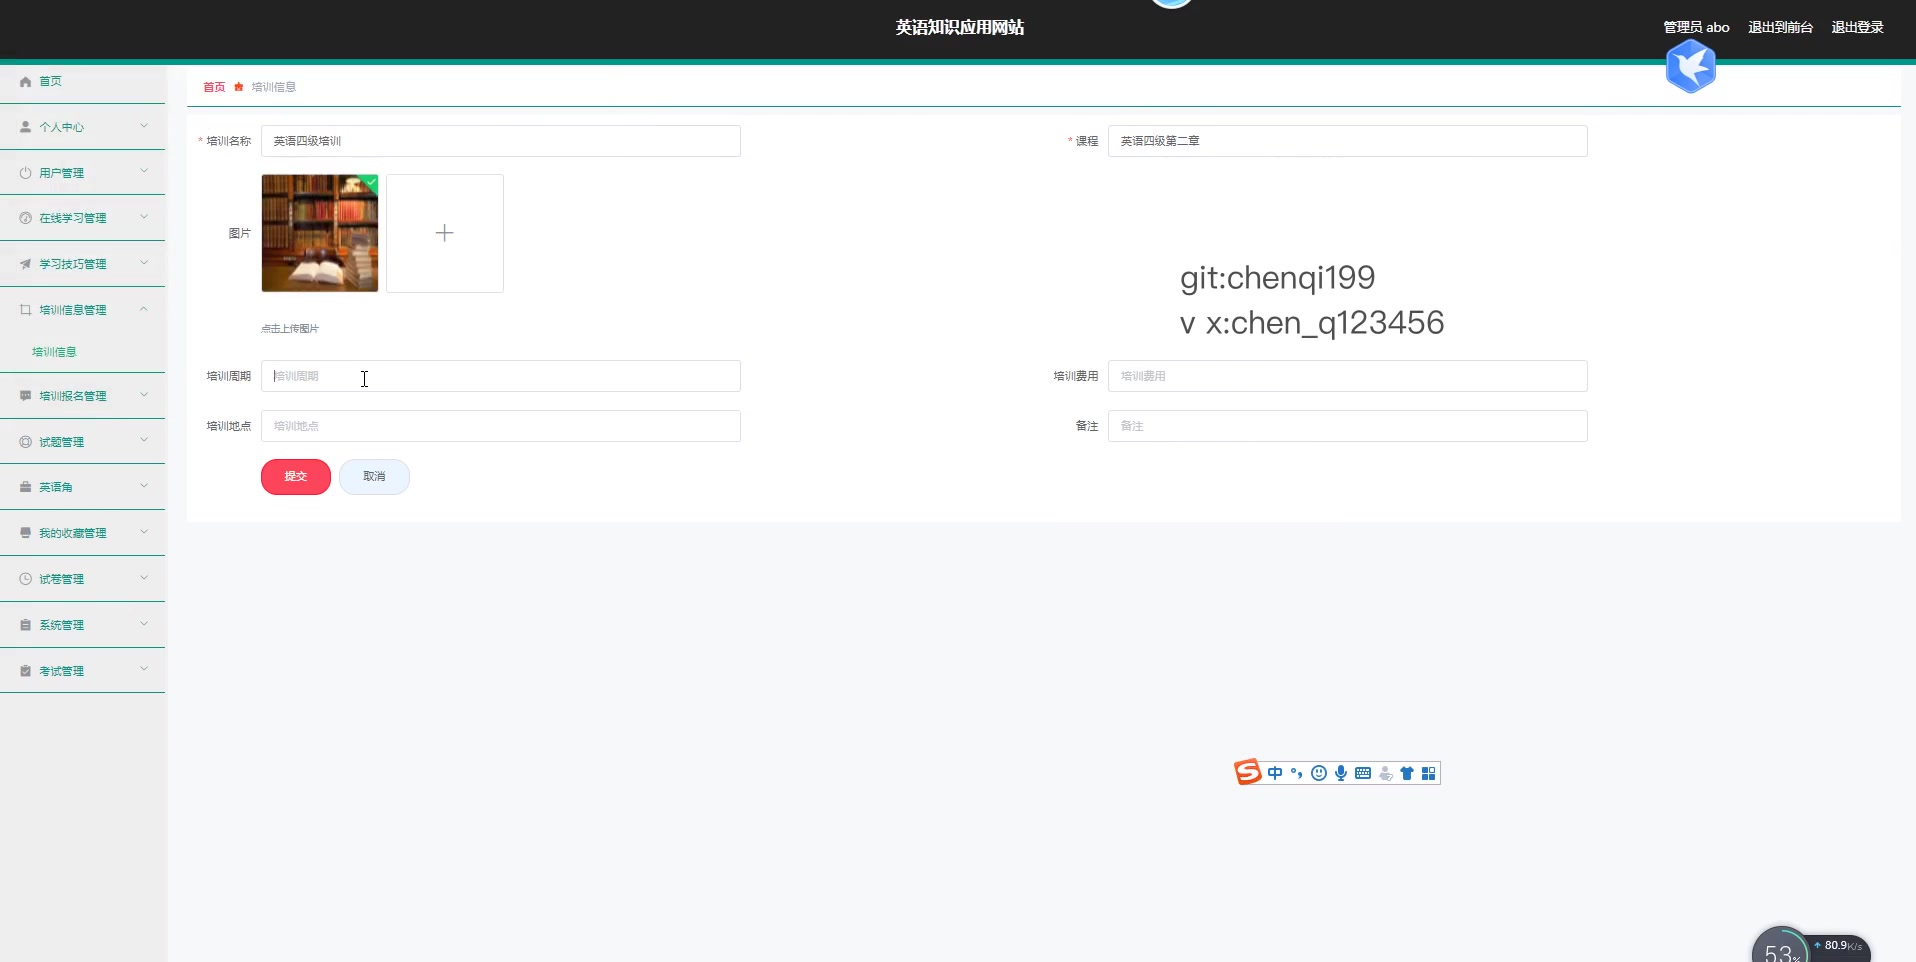 英语知识应用网站
管理员 abo 退出到前台 退出登录
首页
个人中心
用户管理
在线学习管理
学习技巧管理
培训信息管理
培训信息
培训报名管理
试题管理
英语角
我的收藏管理
试卷管理
系统管理
考试管理
首页 培训信息
* 培训名称 英语四级培训 * 课程 英语四级第二章
图片
点击上传图片
git:chenqi199
v x:chen_q123456
培训周期 培训周期 培训费用 培训费用
培训地点 培训地点 备注 备注
提交 取消
中
53% 80.9K/s